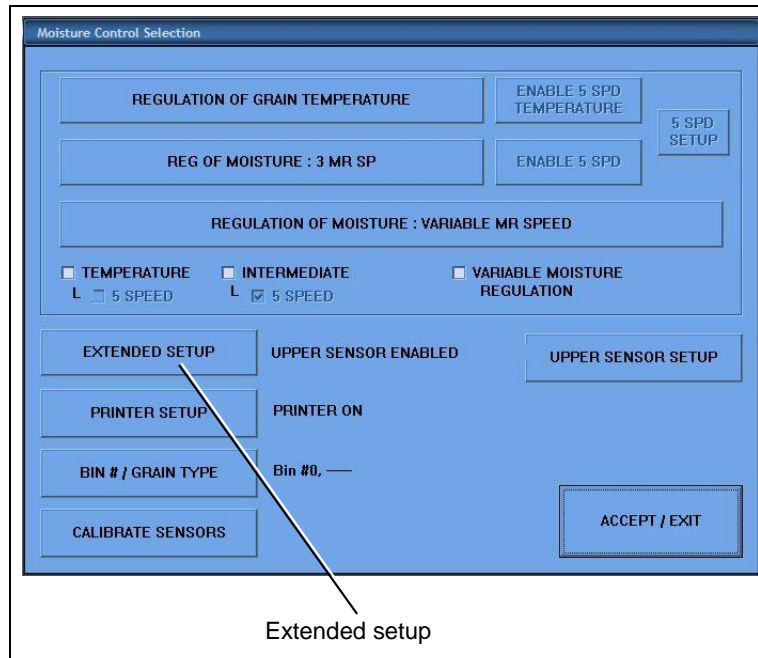 Moisture Control Selection
REGULATION OF GRAIN TEMPERATURE
ENABLE 5 SPD
TEMPERATURE
5 SPD
SETUP
REG OF MOISTURE : 3 MR SP
ENABLE 5 SPD
REGULATION OF MOISTURE : VARIABLE MR SPEED
TEMPERATURE
L 5 SPEED
INTERMEDIATE
L 5 SPEED
VARIABLE MOISTURE
REGULATION
EXTENDED SETUP
UPPER SENSOR ENABLED
UPPER SENSOR SETUP
PRINTER SETUP
PRINTER ON
BIN # / GRAIN TYPE
Bin #0, ----
CALIBRATE SENSORS
ACCEPT / EXIT
Extended setup